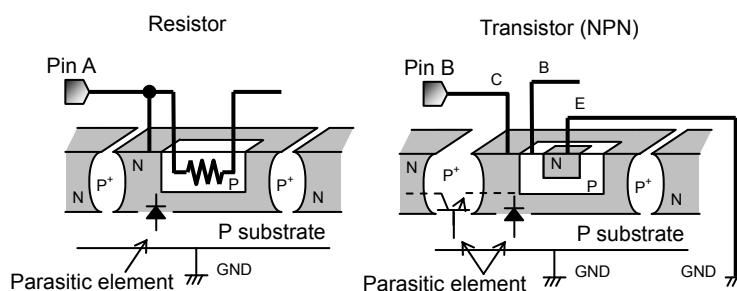 Resistor
Pin A
N
P+
N
P
P+
N
P substrate
Parasitic element
GND
Transistor (NPN)
Pin B
C
B
E
N
P+
N
N
P
P+
N
P substrate
Parasitic element
GND
GND